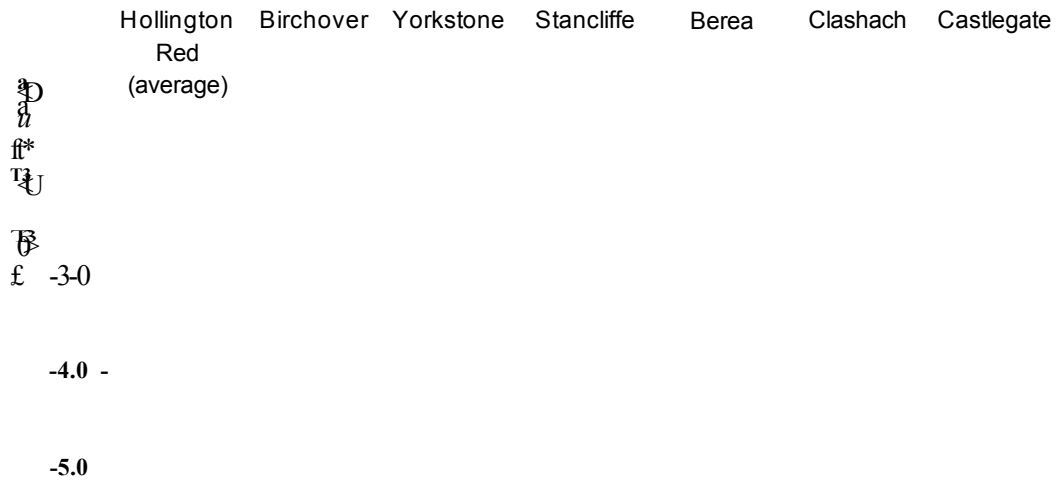 Hollington Birchover Yorkstone Stancliffe Berea Clashach Castlegate
Red
(average)
£ -3-0
-4.0 -
-5.0